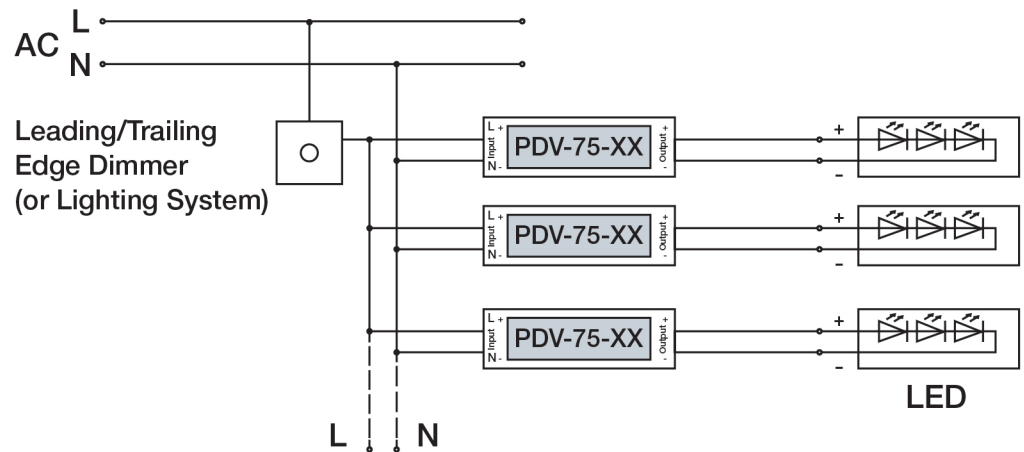 L
AC
N
Leading/Trailing
Edge Dimmer
(or Lighting System)
L +
Input
N -
PDV-75-XX
+
Output
-
+
-
L +
Input
N -
PDV-75-XX
+
Output
-
+
-
L +
Input
N -
PDV-75-XX
+
Output
-
+
-
LED
L N